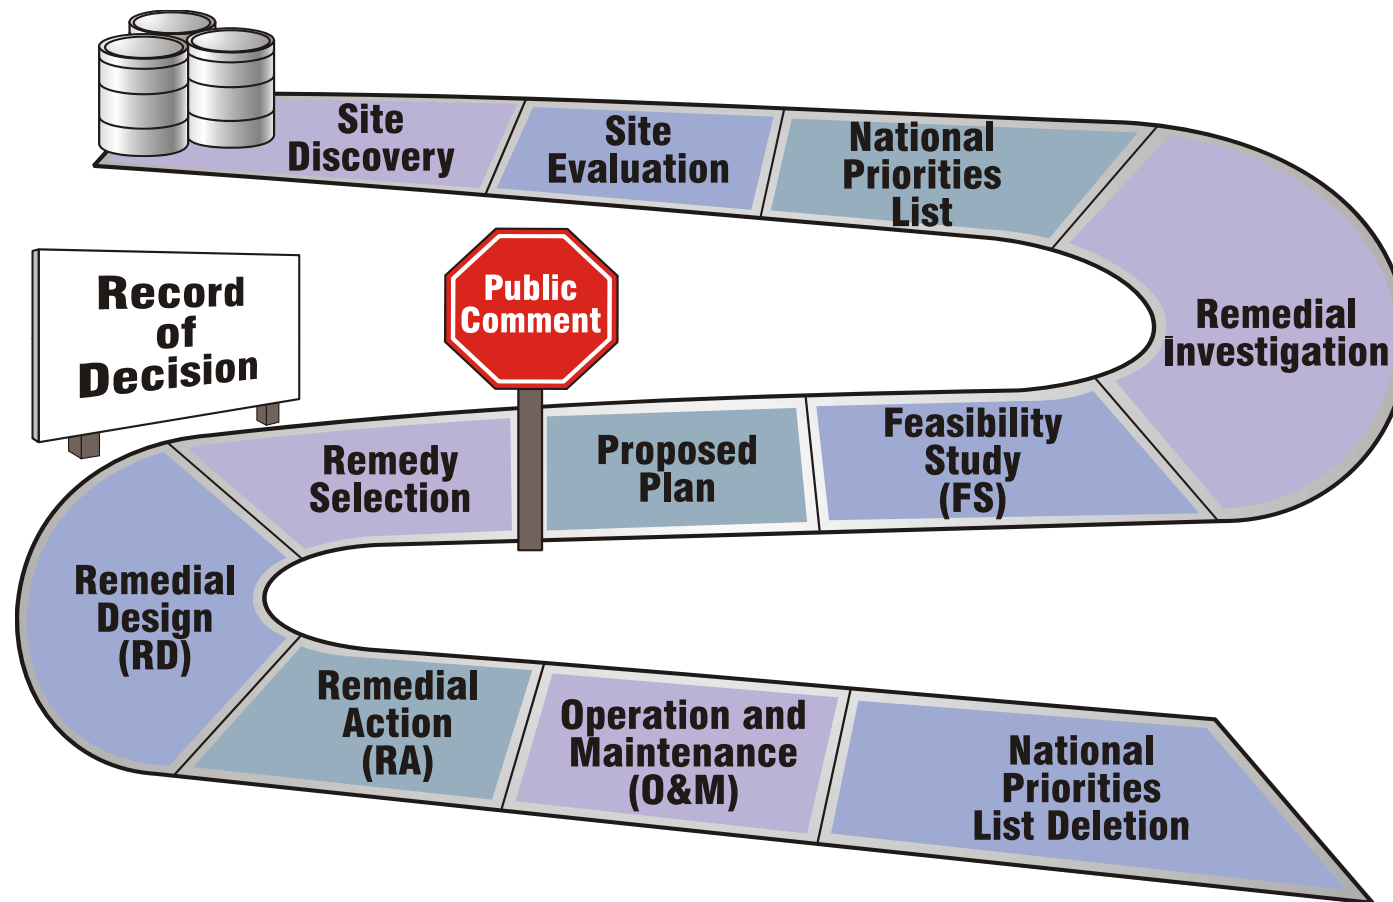 Site
Discovery
Site
Evaluation
National
Priorities
List
Remedial
Investigation
Feasibility
Study
(FS)
Proposed
Plan
Public
Comment
Remedy
Selection
Record
of
Decision
Remedial
Design
(RD)
Remedial
Action
(RA)
Operation and
Maintenance
(O&M)
National
Priorities
List Deletion